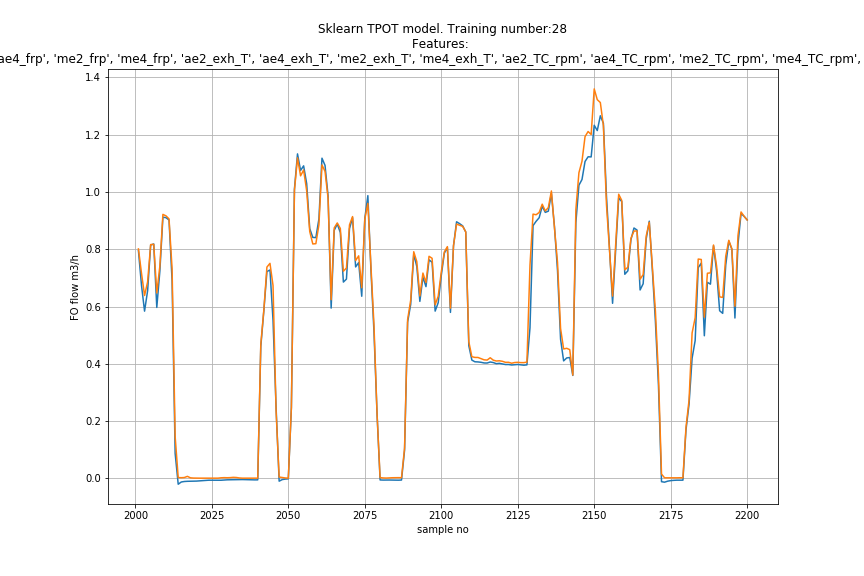 Sklearn TPOT model. Training number:28
Features:
ae4_frp', 'me2_frp', 'me4_frp', 'ae2_exh_T', 'ae4_exh_T', 'me2_exh_T', 'me4_exh_T', 'ae2_TC_rpm', 'ae4_TC_rpm', 'me2_TC_rpm', 'me4_TC_rpm',
1.4
1.2
1.0
0.8
0.6
0.4
0.2
0.0
FO flow m3/h
2000 2025 2050 2075 2100 2125 2150 2175 2200
sample no